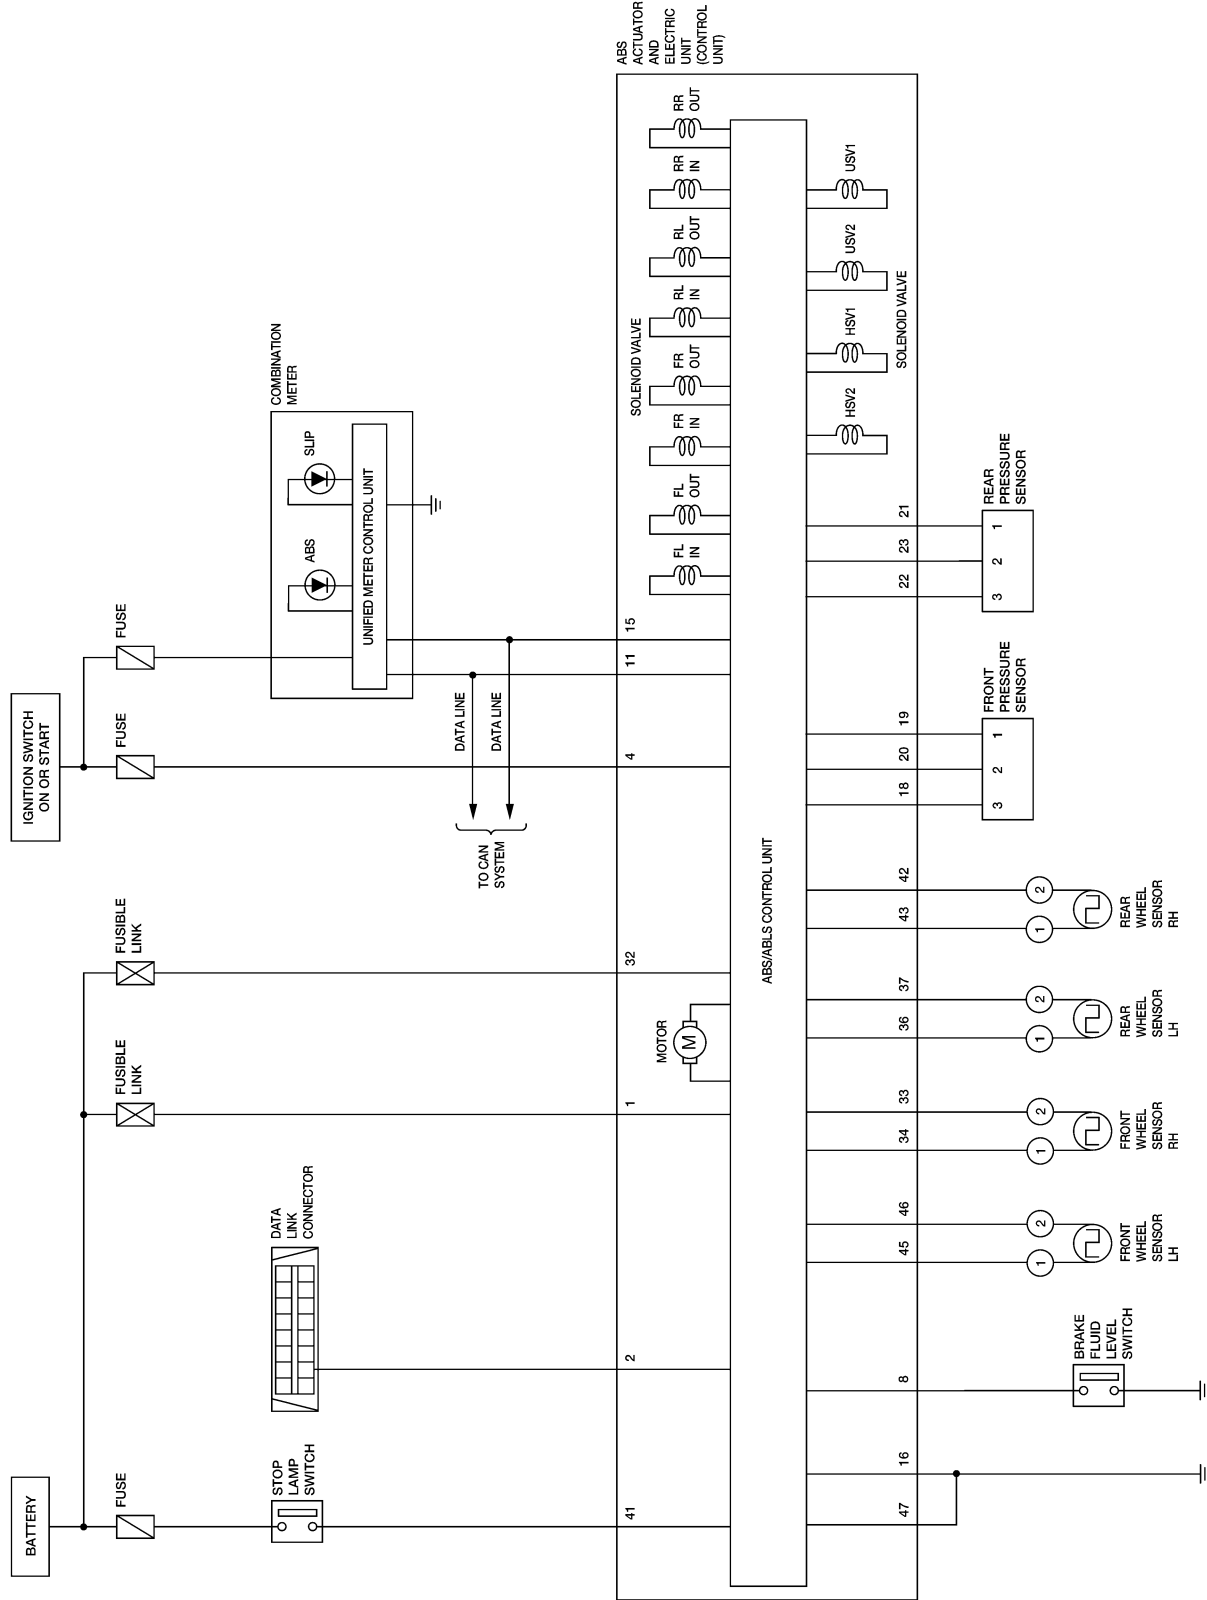 BATTERY
IGNITION SWITCH
ON OR START
FUSE
FUSIBLE
LINK
FUSIBLE
LINK
FUSE
FUSE
STOP
LAMP
SWITCH
DATA
LINK
CONNECTOR
COMBINATION
METER
ABS
SLIP
UNIFIED METER CONTROL UNIT
DATA LINE
DATA LINE
TO CAN
SYSTEM
ABS
ACTUATOR
AND
ELECTRIC
UNIT
(CONTROL
UNIT)
41
2
1
32
4
11
15
SOLENOID VALVE
MOTOR
M
FL
IN
FL
OUT
FR
IN
FR
OUT
RL
IN
RL
OUT
RR
IN
RR
OUT
ABS/ABLS CONTROL UNIT
HSV2
HSV1
USV2
USV1
SOLENOID VALVE
47
16
8
45
46
34
33
36
37
43
42
18
20
19
22
23
21
FRONT
PRESSURE
SENSOR
3
2
1
REAR
PRESSURE
SENSOR
3
2
1
1
2
1
2
1
2
1
2
BRAKE
FLUID
LEVEL
SWITCH
FRONT
WHEEL
SENSOR
LH
FRONT
WHEEL
SENSOR
RH
REAR
WHEEL
SENSOR
LH
REAR
WHEEL
SENSOR
RH